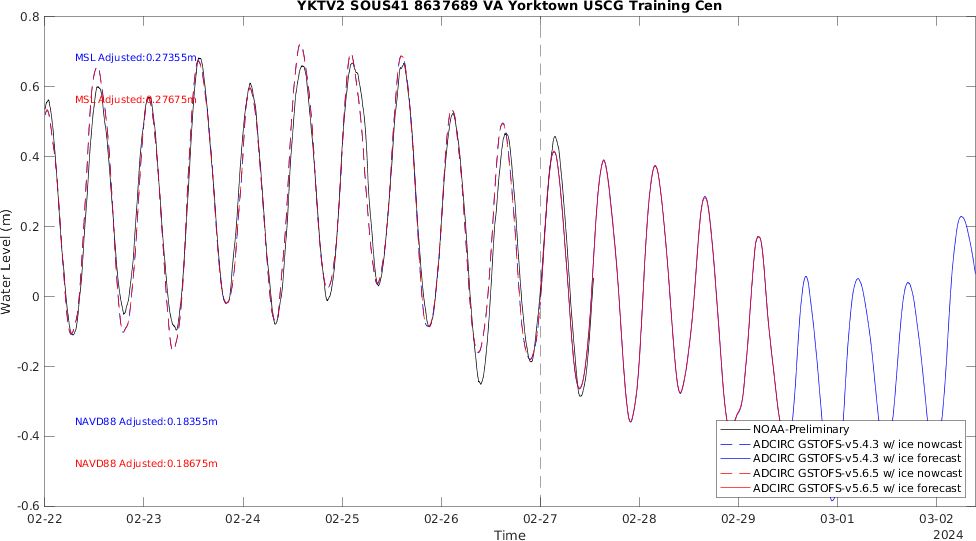 YKTV2 SOUS41 8637689 VA Yorktown USCG Training Cen
Water Level (m)
0.8
0.6
0.4
0.2
0
-0.2
-0.4
-0.6
MSL Adjusted:0.27355m
MSL Adjusted:0.27675m
NAVD88 Adjusted:0.18355m
NAVD88 Adjusted:0.18675m
NOAA-Preliminary
ADCIRC GSTOFS-v5.4.3 w/ ice nowcast
ADCIRC GSTOFS-v5.4.3 w/ ice forecast
ADCIRC GSTOFS-v5.6.5 w/ ice nowcast
ADCIRC GSTOFS-v5.6.5 w/ ice forecast
02-22 02-23 02-24 02-25 02-26 02-27 02-28 02-29 03-01 03-02
Time
2024